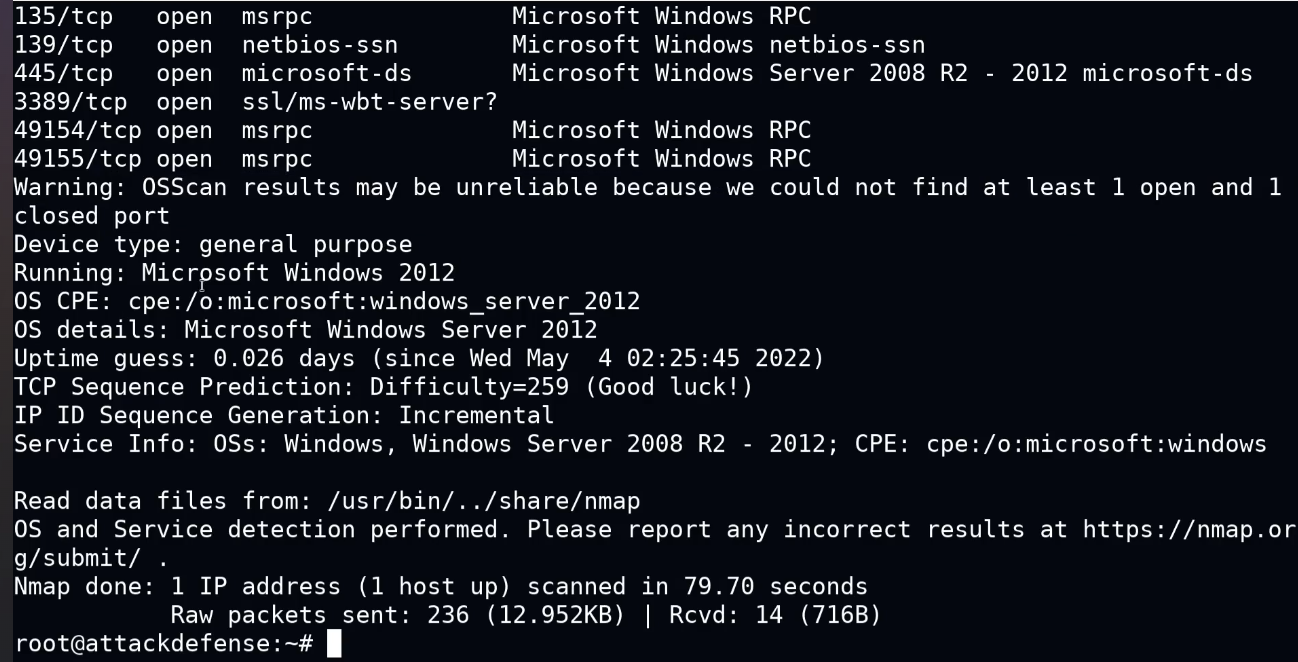 135/tcp   open  msrpc              Microsoft Windows RPC
139/tcp   open  netbios-ssn        Microsoft Windows netbios-ssn
445/tcp   open  microsoft-ds       Microsoft Windows Server 2008 R2 - 2012 microsoft-ds
3389/tcp  open  ssl/ms-wbt-server?
49154/tcp open  msrpc              Microsoft Windows RPC
49155/tcp open  msrpc              Microsoft Windows RPC
Warning: OSScan results may be unreliable because we could not find at least 1 open and 1
closed port
Device type: general purpose
Running: Microsoft Windows 2012
OS CPE: cpe:/o:microsoft:windows_server_2012
OS details: Microsoft Windows Server 2012
Uptime guess: 0.026 days (since Wed May  4 02:25:45 2022)
TCP Sequence Prediction: Difficulty=259 (Good luck!)
IP ID Sequence Generation: Incremental
Service Info: OSs: Windows, Windows Server 2008 R2 - 2012; CPE: cpe:/o:microsoft:windows

Read data files from: /usr/bin/../share/nmap
OS and Service detection performed. Please report any incorrect results at https://nmap.or
g/submit/ .
Nmap done: 1 IP address (1 host up) scanned in 79.70 seconds
           Raw packets sent: 236 (12.952KB) | Rcvd: 14 (716B)
root@attackdefense:~#